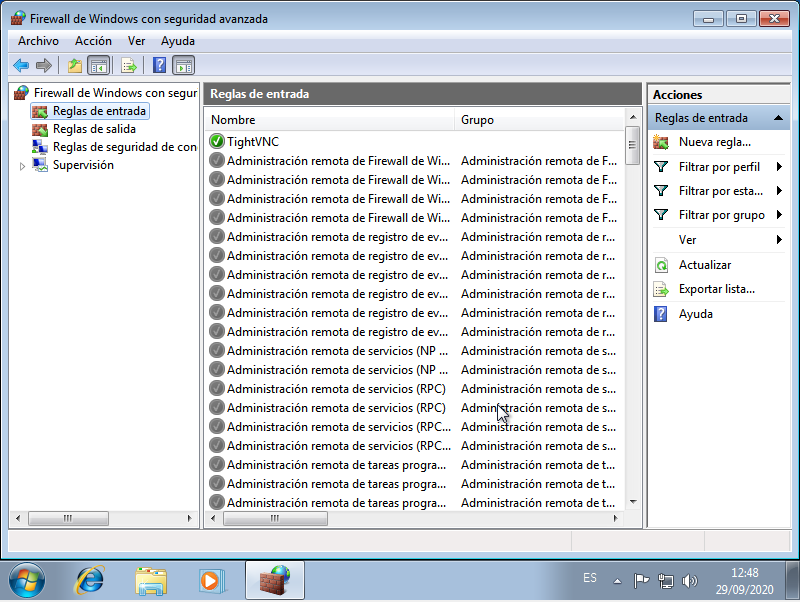 Firewall de Windows con seguridad avanzada
Archivo Acción Ver Ayuda
Firewall de Windows con segur
Reglas de entrada
Reglas de salida
Reglas de seguridad de con
Supervisión
Reglas de entrada
Nombre Grupo
TightVNC
Administración remota de Firewall de Wi... Administración remota de F...
Administración remota de Firewall de Wi... Administración remota de F...
Administración remota de Firewall de Wi... Administración remota de F...
Administración remota de Firewall de Wi... Administración remota de F...
Administración remota de registro de ev... Administración remota de r...
Administración remota de registro de ev... Administración remota de r...
Administración remota de registro de ev... Administración remota de r...
Administración remota de registro de ev... Administración remota de r...
Administración remota de registro de ev... Administración remota de r...
Administración remota de registro de ev... Administración remota de r...
Administración remota de servicios (NP ... Administración remota de s...
Administración remota de servicios (NP ... Administración remota de s...
Administración remota de servicios (RPC) Administración remota de s...
Administración remota de servicios (RPC) Administración remota de s...
Administración remota de servicios (RPC... Administración remota de s...
Administración remota de servicios (RPC... Administración remota de s...
Administración remota de tareas progra... Administración remota de t...
Administración remota de tareas progra... Administración remota de t...
Administración remota de tareas progra... Administración remota de t...
Acciones
Reglas de entrada
Nueva regla...
Filtrar por perfil
Filtrar por esta...
Filtrar por grupo
Ver
Actualizar
Exportar lista...
Ayuda
ES
12:48
29/09/2020